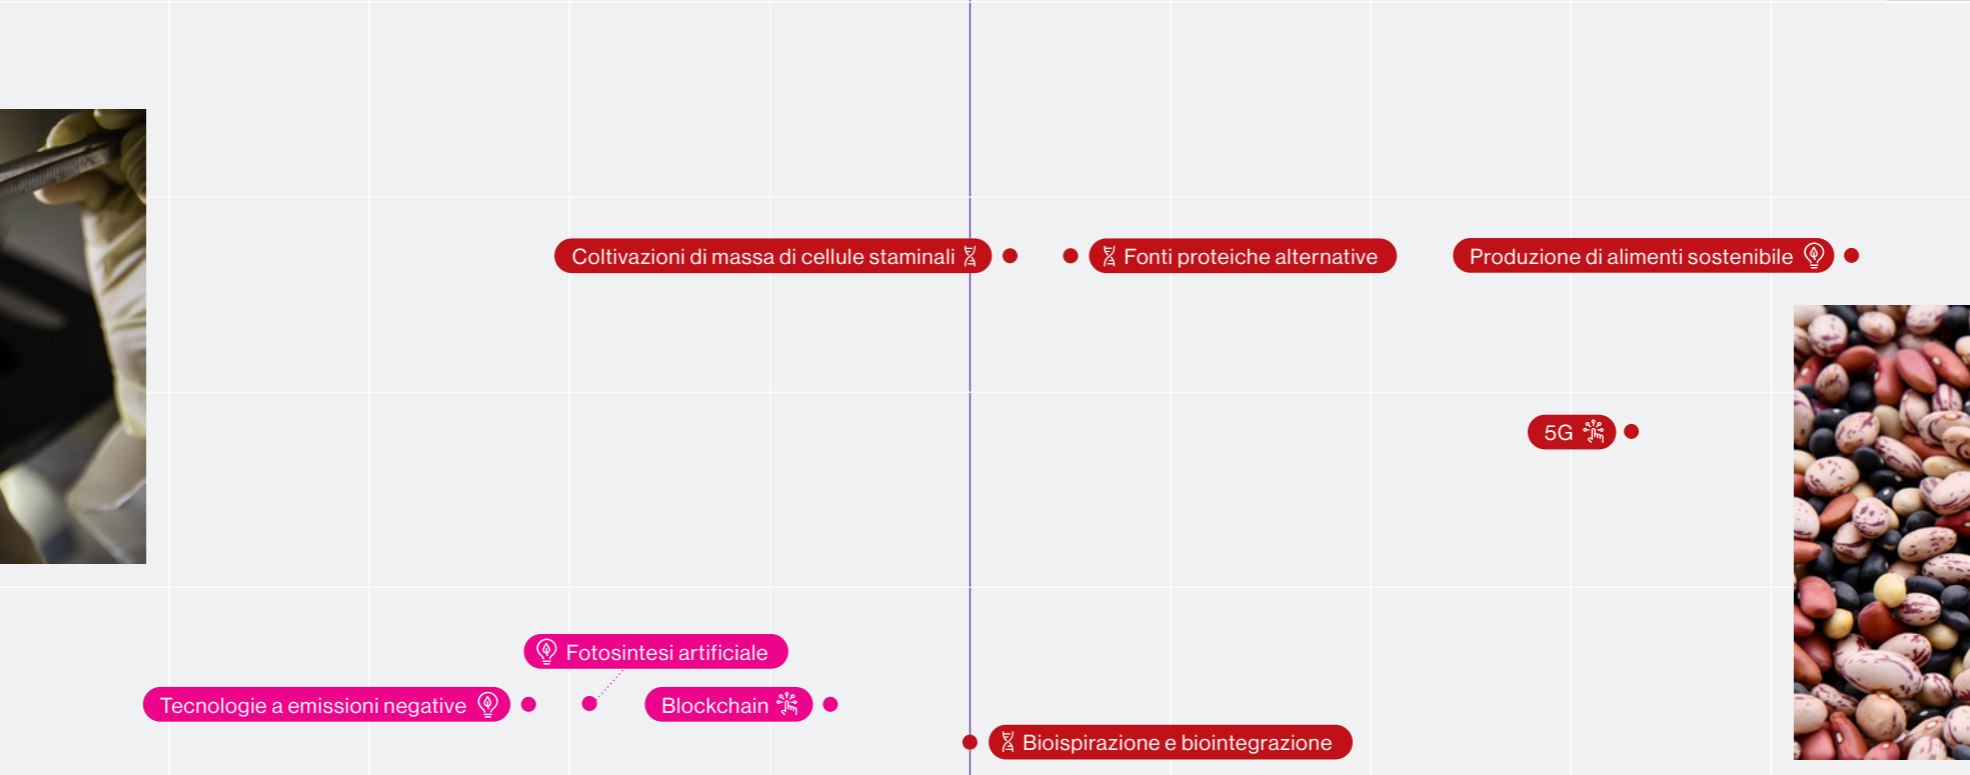 Coltivazioni di massa di cellule staminali
Fonti proteiche alternative
Produzione di alimenti sostenibile
5G
Fotosintesi artificiale
Tecnologie a emissioni negative
Blockchain
Bioispirazione e biointegrazione